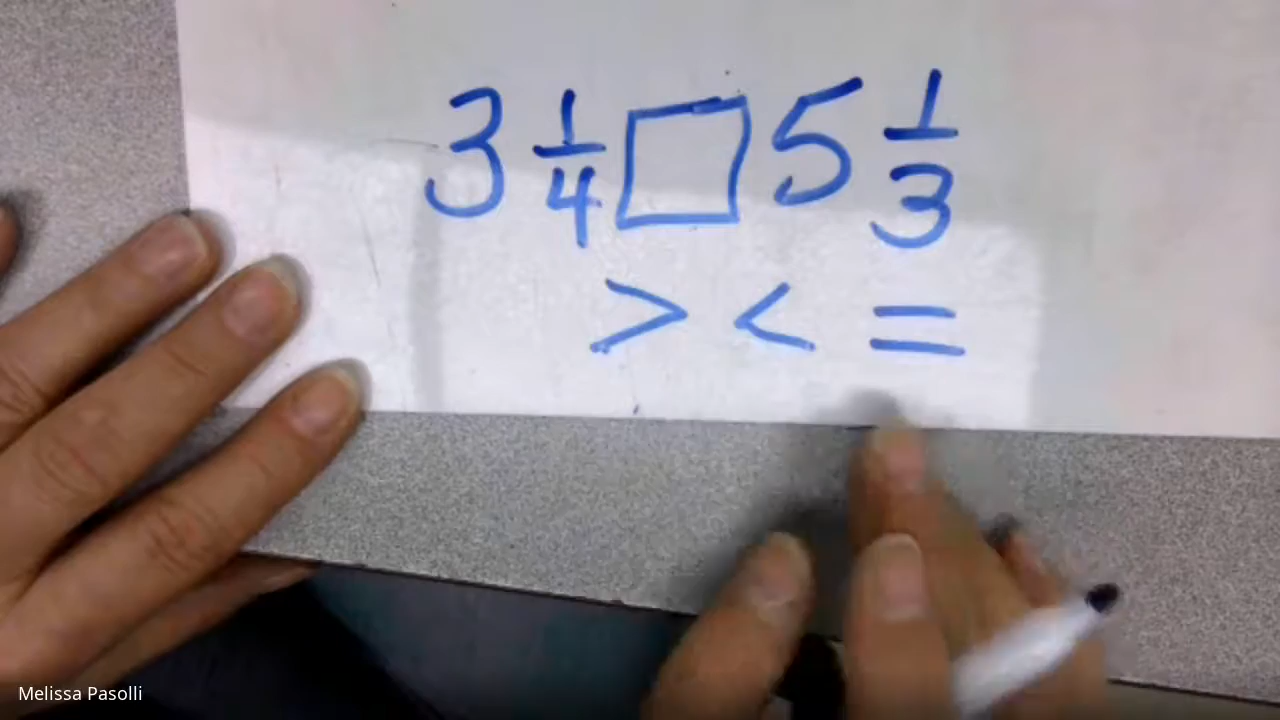 3 1/4 □ 5 1/3
> < =
Melissa Pasolli